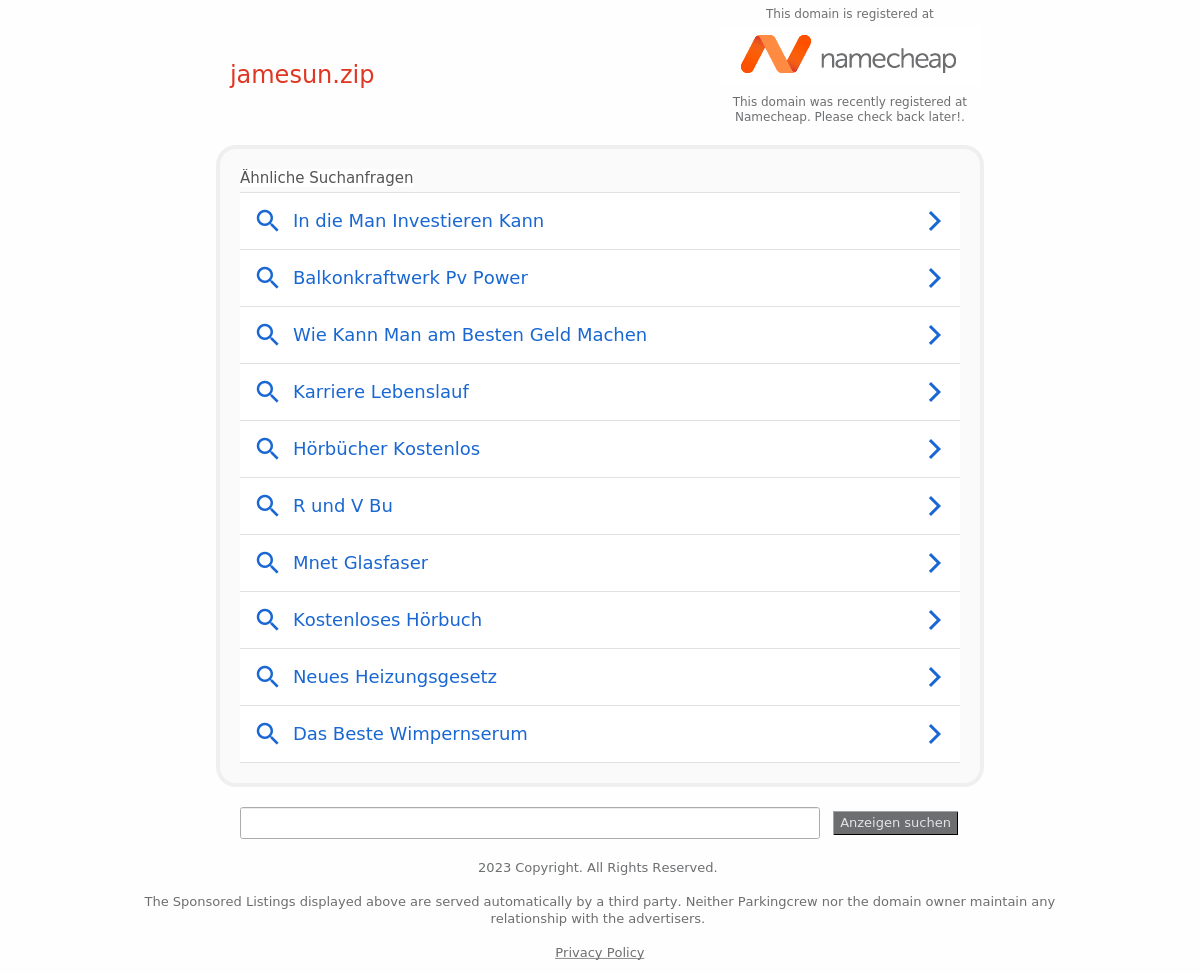 This domain is registered at
namecheap
jamesun.zip
This domain was recently registered at
Namecheap. Please check back later!.
Ähnliche Suchanfragen
In die Man Investieren Kann
Balkonkraftwerk Pv Power
Wie Kann Man am Besten Geld Machen
Karriere Lebenslauf
Hörbücher Kostenlos
R und V Bu
Mnet Glasfaser
Kostenloses Hörbuch
Neues Heizungsgesetz
Das Beste Wimpernserum
Anzeigen suchen
2023 Copyright. All Rights Reserved.
The Sponsored Listings displayed above are served automatically by a third party. Neither Parkingcrew nor the domain owner maintain any
relationship with the advertisers.
Privacy Policy